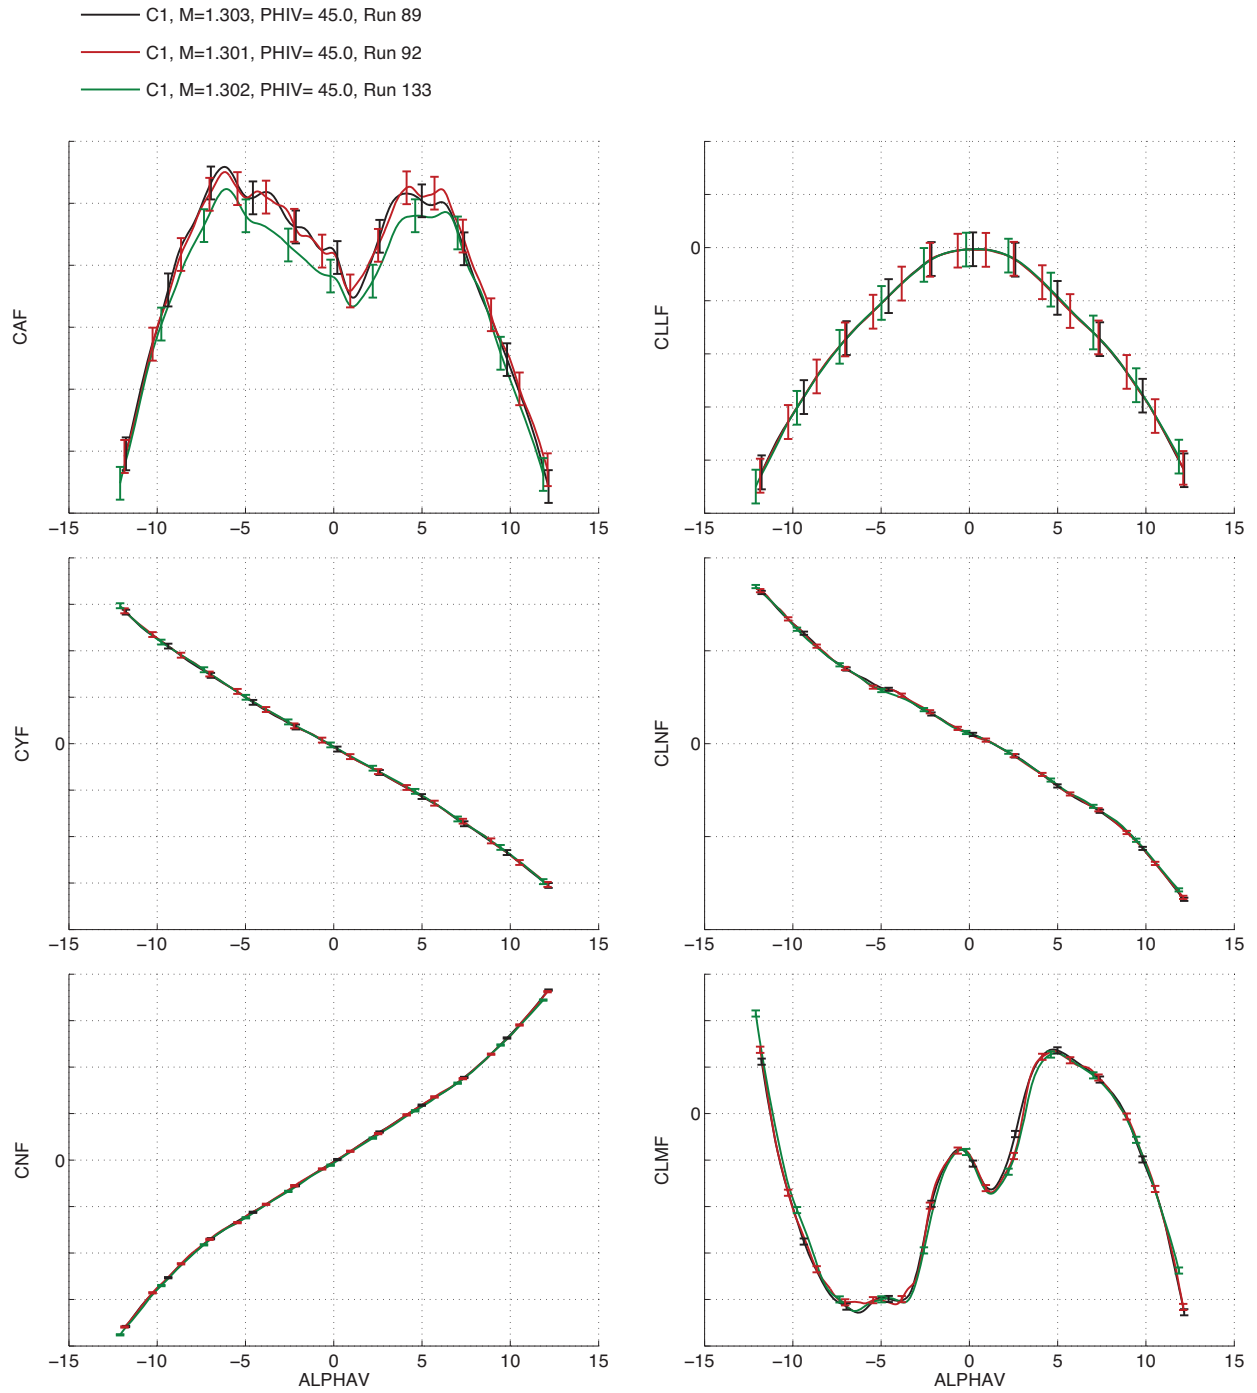 C1, M=1.303, PHIV= 45.0, Run 89
C1, M=1.301, PHIV= 45.0, Run 92
C1, M=1.302, PHIV= 45.0, Run 133
CAF
−15 −10 −5 0 5 10 15
0
CLLF
−15 −10 −5 0 5 10 15
0
CYF
−15 −10 −5 0 5 10 15
0
CLNF
−15 −10 −5 0 5 10 15
0
CNF
−15 −10 −5 0 5 10 15
ALPHAV
0
CLMF
−15 −10 −5 0 5 10 15
ALPHAV